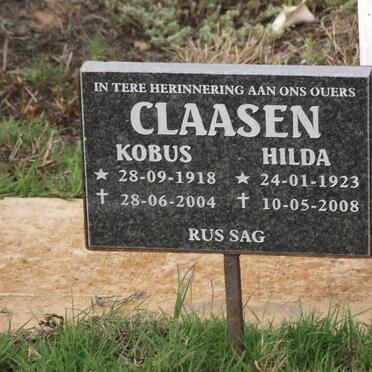 IN TERE HERINNERING AAN ONS OUERS
CLAASEN
KOBUS HILDA
★ 28-09-1918 ★ 24-01-1923
✝ 28-06-2004 ✝ 10-05-2008
RUS SAG